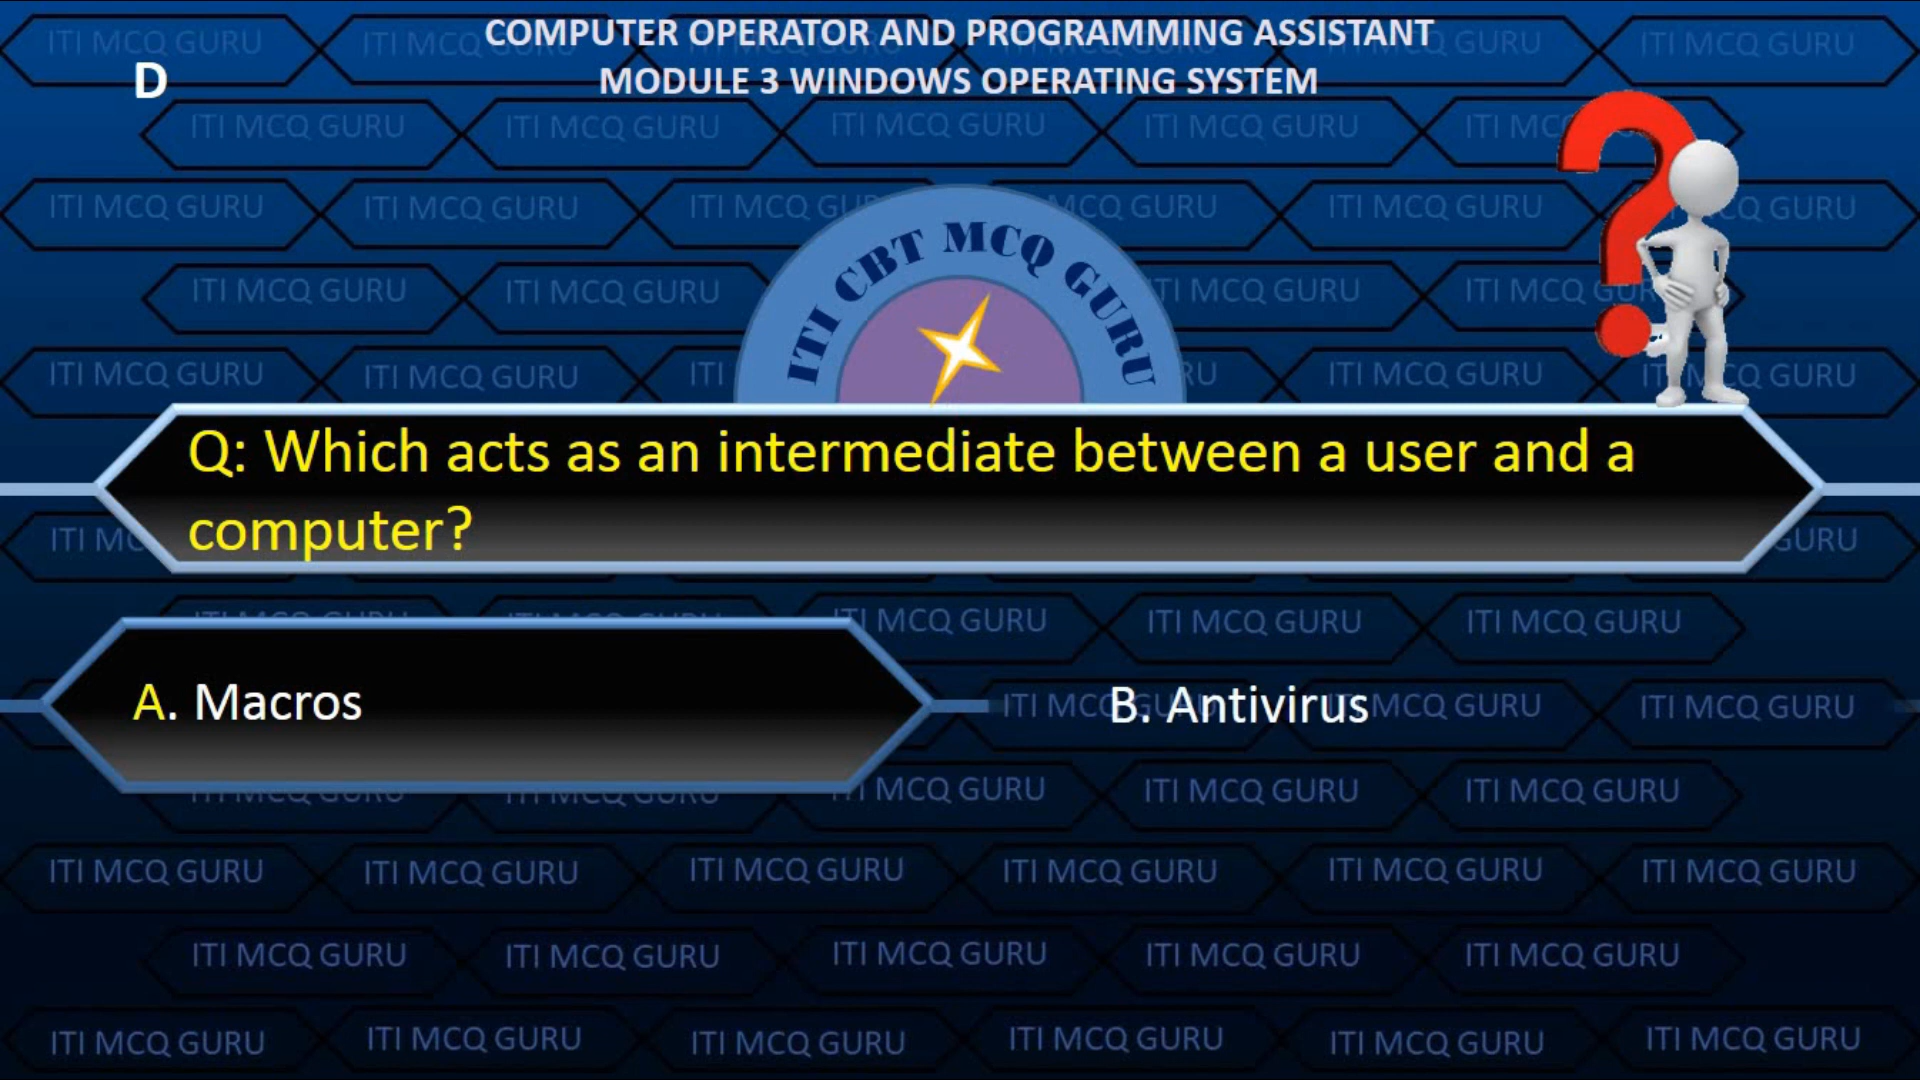 COMPUTER OPERATOR AND PROGRAMMING ASSISTANT
MODULE 3 WINDOWS OPERATING SYSTEM
D
ITI CBT MCQ GURU
Q: Which acts as an intermediate between a user and a
computer?
A. Macros
B. Antivirus
ITI MCQ GURU